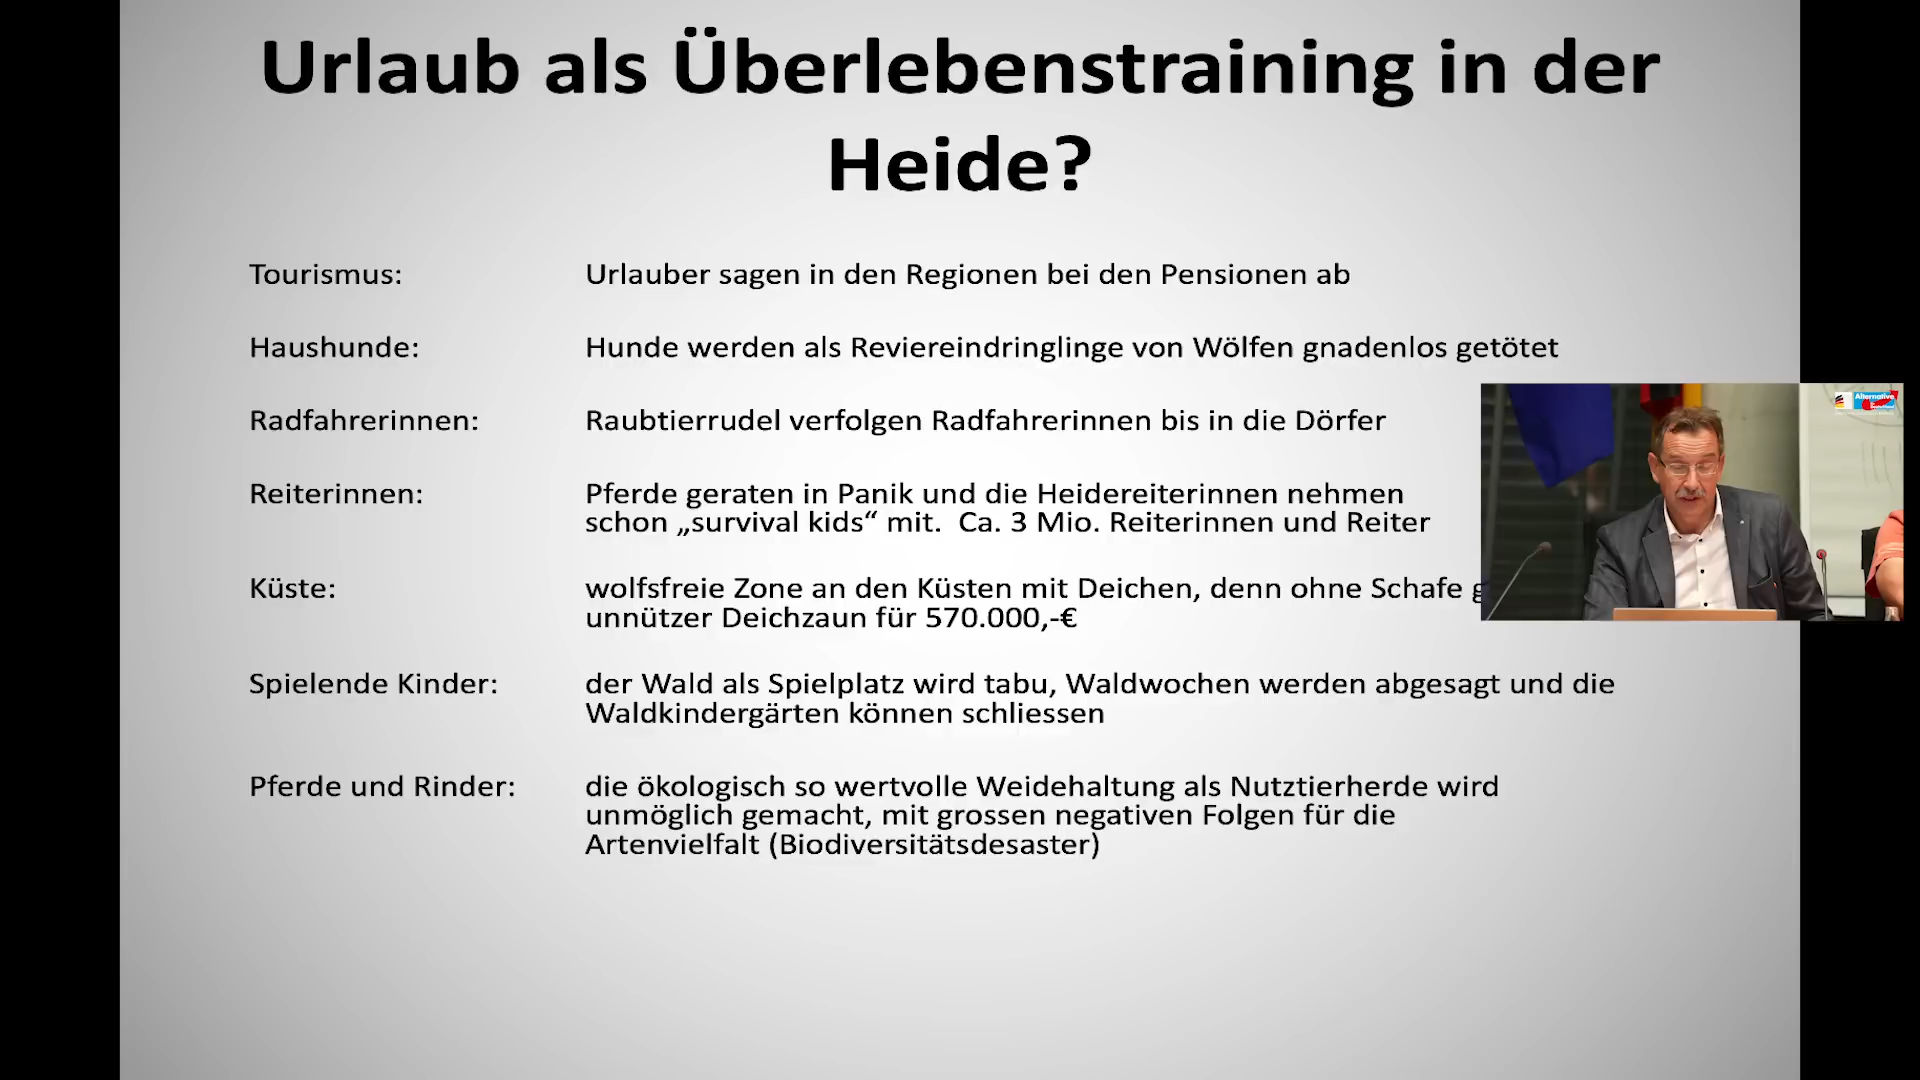 Urlaub als Überlebenstraining in der
Heide?
Tourismus: Urlauber sagen in den Regionen bei den Pensionen ab
Haushunde: Hunde werden als Reviereindringlinge von Wölfen gnadenlos getötet
Radfahrerinnen: Raubtierrudel verfolgen Radfahrerinnen bis in die Dörfer
Alternative
Reiterinnen: Pferde geraten in Panik und die Heidereiterinnen nehmen
schon „survival kids“ mit. Ca. 3 Mio. Reiterinnen und Reiter
Küste: wolfsfreie Zone an den Küsten mit Deichen, denn ohne Schafe
unnützer Deichzaun für 570.000,-€
Spielende Kinder: der Wald als Spielplatz wird tabu, Waldwochen werden abgesagt und die
Waldkindergärten können schliessen
Pferde und Rinder: die ökologisch so wertvolle Weidehaltung als Nutztierherde wird
unmöglich gemacht, mit grossen negativen Folgen für die
Artenvielfalt (Biodiversitätsdesaster)